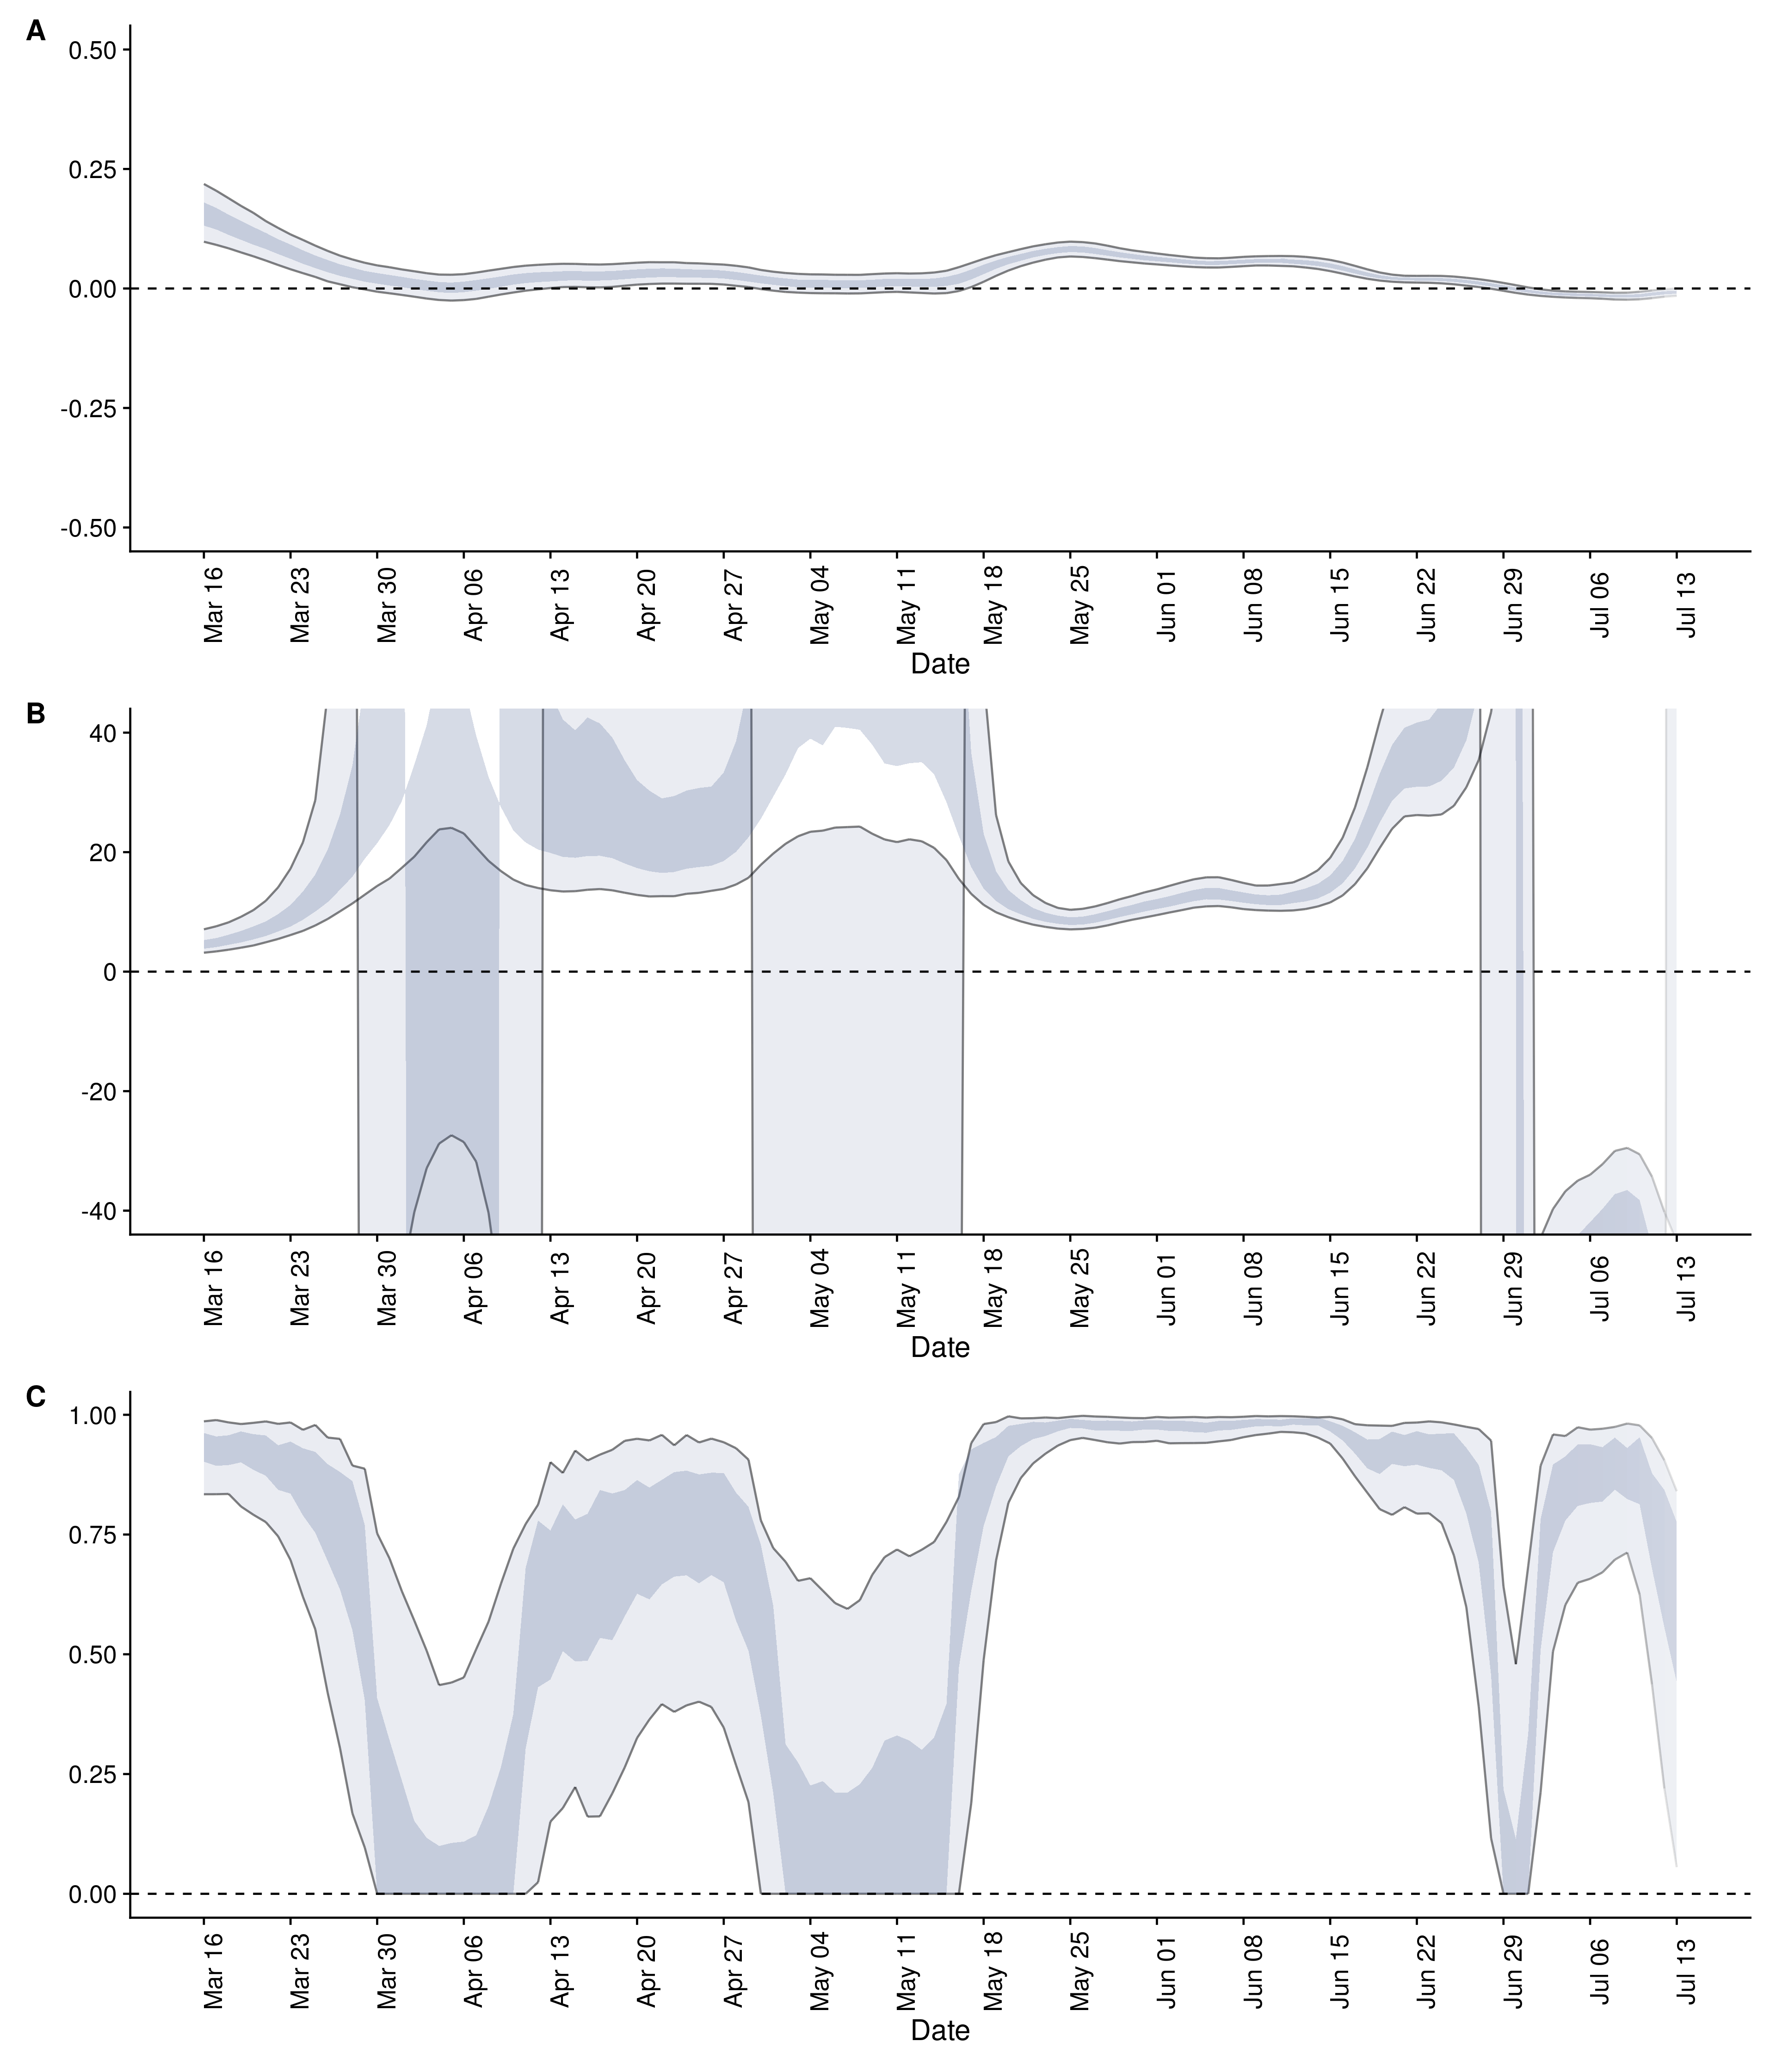 A
0.50
0.25
0.00
-0.25
-0.50
Mar 16
Mar 23
Mar 30
Apr 06
Apr 13
Apr 20
Apr 27
May 04
May 11
May 18
May 25
Jun 01
Jun 08
Jun 15
Jun 22
Jun 29
Jul 06
Jul 13
Date
B
40
20
0
-20
-40
Mar 16
Mar 23
Mar 30
Apr 06
Apr 13
Apr 20
Apr 27
May 04
May 11
May 18
May 25
Jun 01
Jun 08
Jun 15
Jun 22
Jun 29
Jul 06
Jul 13
Date
C
1.00
0.75
0.50
0.25
0.00
Mar 16
Mar 23
Mar 30
Apr 06
Apr 13
Apr 20
Apr 27
May 04
May 11
May 18
May 25
Jun 01
Jun 08
Jun 15
Jun 22
Jun 29
Jul 06
Jul 13
Date